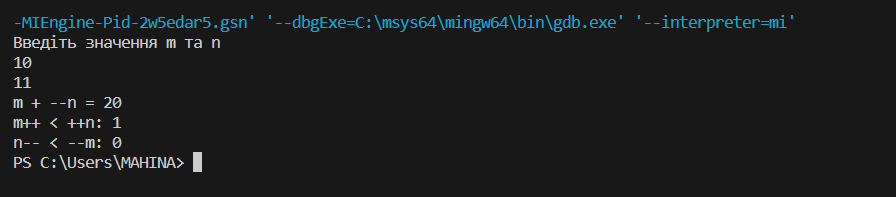 -MIEngine-Pid-2w5edar5.gsn' '--dbgExe=C:\msys64\mingw64\bin\gdb.exe' '--interpreter=mi'
Введіть значення m та n
10
11
m + --n = 20
m++ < ++n: 1
n-- < --m: 0
PS C:\Users\MAHINA>